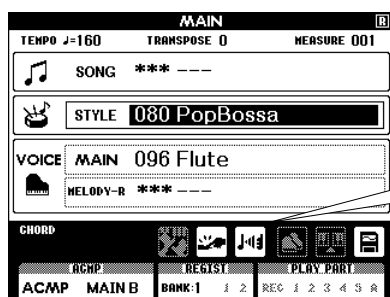 MAIN R
TEMPO ♩=160 TRANSPOSE 0 MEASURE 001
SONG *** ---
STYLE 080 PopBossa
VOICE MAIN 096 Flute
MELODY-R *** ---
CHORD
ACMP REGIST PLAY PART
ACMP MAIN B BANK:1 1 2 REC 1 2 3 4 5 A